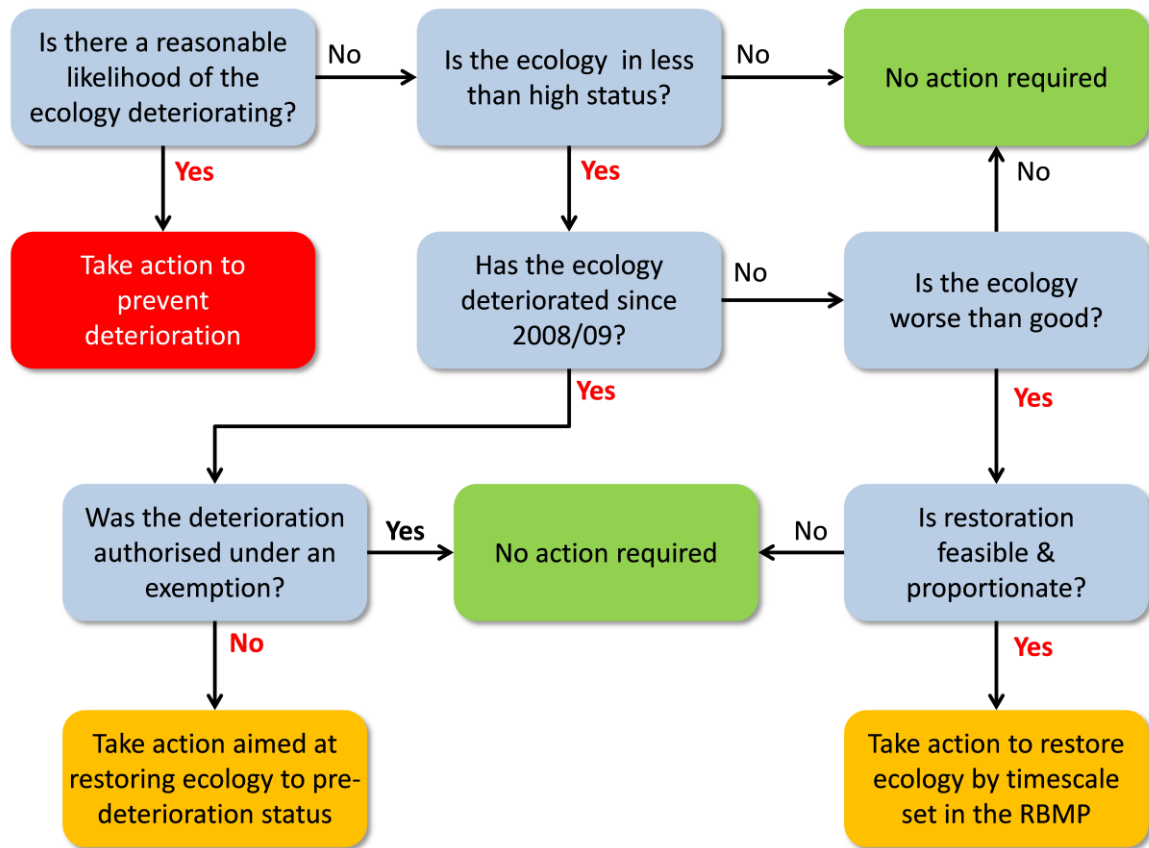 Is there a reasonable
likelihood of the
ecology deteriorating?
No
Is the ecology in less
than high status?
No
No action required
Yes
Yes
No
Take action to
prevent
deterioration
Has the ecology
deteriorated since
2008/09?
No
Is the ecology
worse than good?
Yes
Yes
Was the deterioration
authorised under an
exemption?
Yes
No action required
No
Is restoration
feasible &
proportionate?
No
Yes
Take action aimed at
restoring ecology to pre-
deterioration status
Take action to restore
ecology by timescale
set in the RBMP